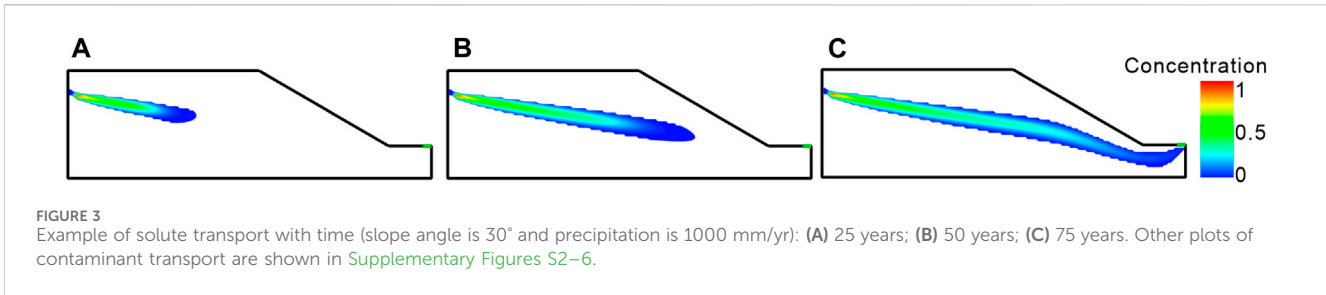 A
B
C
Concentration
1
0.5
0
FIGURE 3
Example of solute transport with time (slope angle is 30° and precipitation is 1000 mm/yr): (A) 25 years; (B) 50 years; (C) 75 years. Other plots of
contaminant transport are shown in Supplementary Figures S2–6.